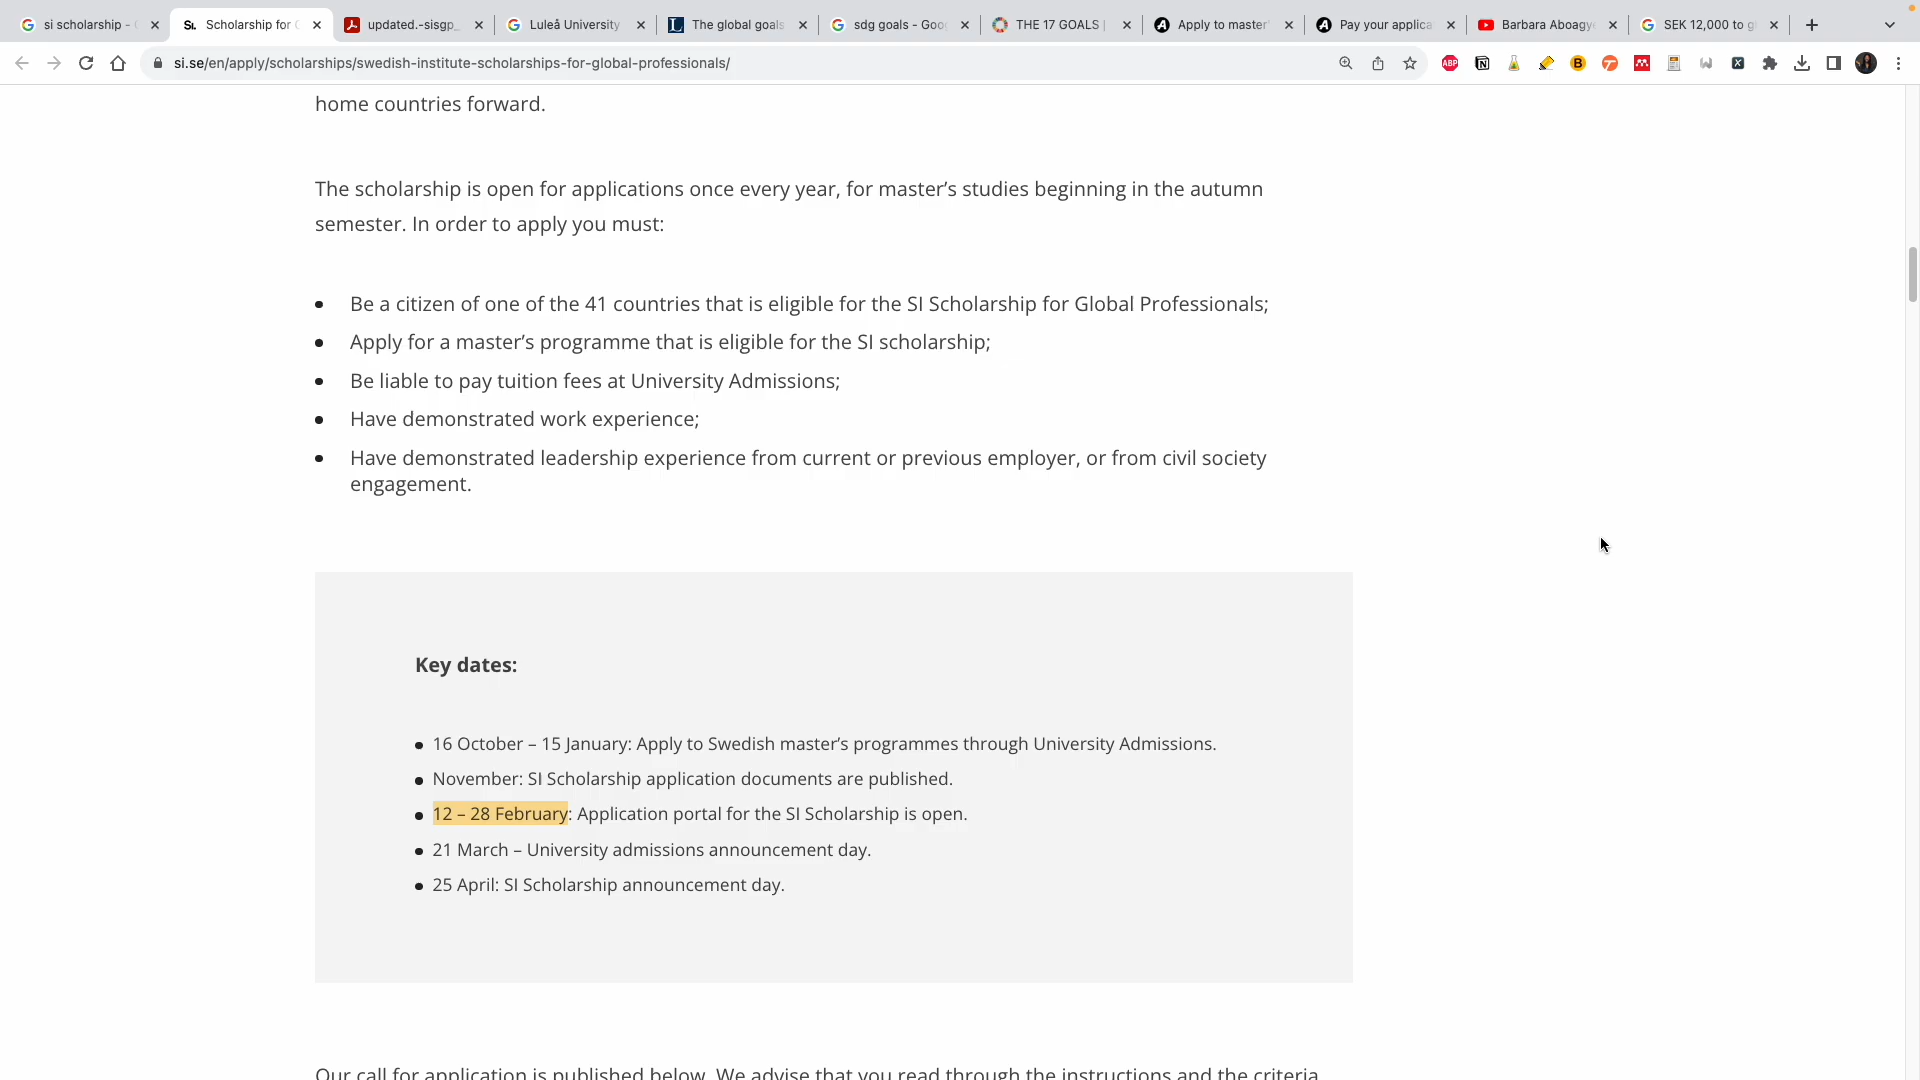 si scholarship - 
Scholarship for
updated.-sisgp_
Luleå University
The global goals
sdg goals - Goo
THE 17 GOALS |
Apply to master'
Pay your applica
Barbara Aboagye
SEK 12,000 to g
si.se/en/apply/scholarships/swedish-institute-scholarships-for-global-professionals/
ABP
home countries forward.
The scholarship is open for applications once every year, for master’s studies beginning in the autumn
semester. In order to apply you must:
Be a citizen of one of the 41 countries that is eligible for the SI Scholarship for Global Professionals;
Apply for a master’s programme that is eligible for the SI scholarship;
Be liable to pay tuition fees at University Admissions;
Have demonstrated work experience;
Have demonstrated leadership experience from current or previous employer, or from civil society
engagement.
Key dates:
16 October – 15 January: Apply to Swedish master’s programmes through University Admissions.
November: SI Scholarship application documents are published.
12 – 28 February: Application portal for the SI Scholarship is open.
21 March – University admissions announcement day.
25 April: SI Scholarship announcement day.
Our call for application is published below. We advise that you read through the instructions and the criteria